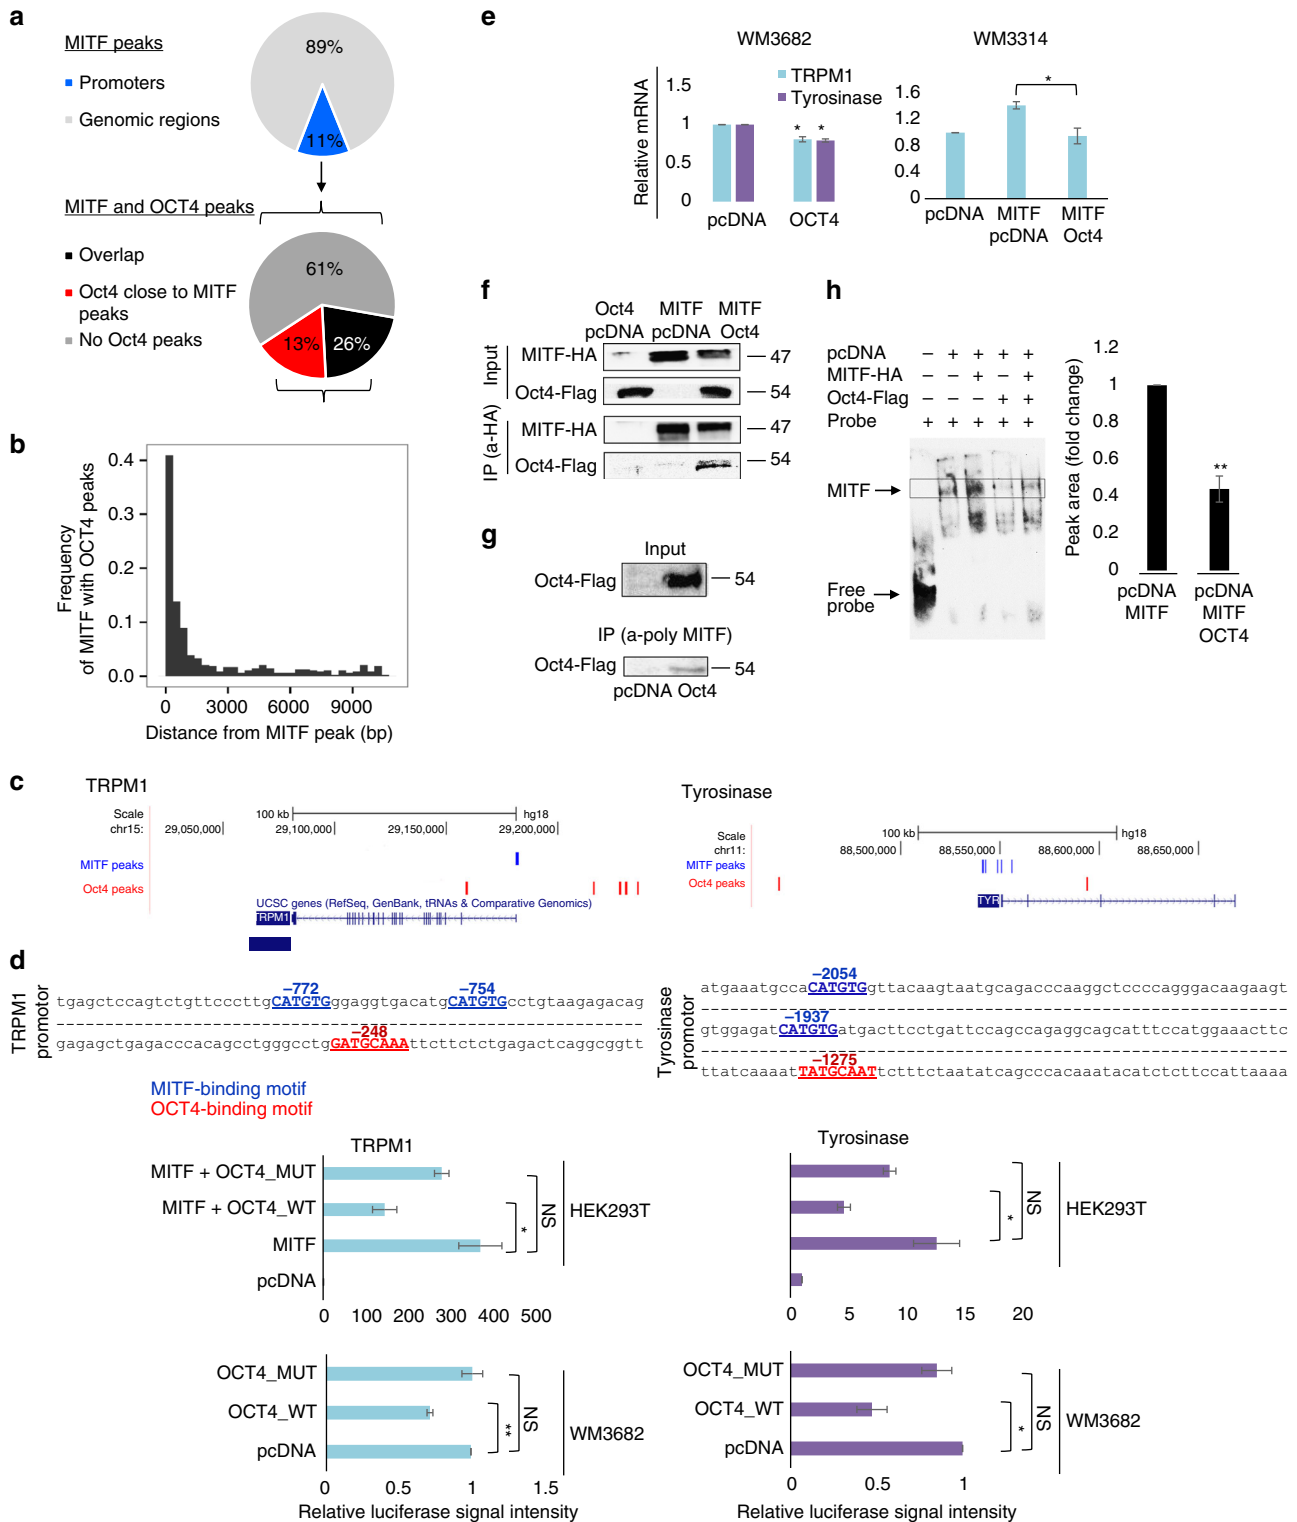 a
MITF peaks
Promoters
Genomic regions
89%
11%
MITF and OCT4 peaks
Overlap
Oct4 close to MITF
peaks
No Oct4 peaks
61%
13%
26%
b
Frequency
of MITF with OCT4 peaks
0.4
0.3
0.2
0.1
0.0
0 3000 6000 9000
Distance from MITF peak (bp)
e
WM3682
WM3314
TRPM1
Tyrosinase
Relative mRNA
1.5
1
0.5
0
* *
pcDNA OCT4
1.6
1.2
0.8
0.4
0
*
pcDNA MITF MITF
pcDNA Oct4
f
Oct4 MITF MITF
pcDNA pcDNA Oct4
Input
MITF-HA 47
Oct4-Flag 54
IP (a-HA)
MITF-HA 47
Oct4-Flag 54
g
Input
Oct4-Flag 54
IP (a-poly MITF)
Oct4-Flag 54
pcDNA Oct4
h
pcDNA – + + + +
MITF-HA – – + – +
Oct4-Flag – – – + +
Probe + + + + +
MITF
Free
probe
Peak area (fold change)
1.2
1
0.8
0.6
0.4
0.2
0
**
pcDNA pcDNA
MITF MITF
OCT4
c
TRPM1
Scale 100 kb hg18
chr15: 29,050,000 29,100,000 29,150,000 29,200,000
MITF peaks
Oct4 peaks
UCSC genes (RefSeq, GenBank, tRNAs & Comparative Genomics)
TRPM1
Tyrosinase
Scale 100 kb hg18
chr11: 88,500,000 88,550,000 88,600,000 88,650,000
MITF peaks
Oct4 peaks
TYR
d
TRPM1
promotor
–772 –754
tgagctccagtctgttcccttgCATGTGggaggtgacatgCATGTGcctgtaagagacag
–248
gagagctgagacccacagcctgggcctgGATGCAAAttcttctctgagactcaggcggtt
Tyrosinase
promotor
–2054
atgaaatgccaCATGTGgttacaagtaatgcagacccaaggctccccagggacaagaagt
–1937
gtggagatCATGTGatgacttcctgattccagccagaggagcagcatttccatggaaacttc
–1275
ttatcaaaatTATGCAATtctttctaatatcagcccacaaatacatctcttccattaaaa
MITF-binding motif
OCT4-binding motif
TRPM1
MITF + OCT4_MUT
MITF + OCT4_WT
MITF
pcDNA
* NS
HEK293T
0 100 200 300 400 500
Tyrosinase
* NS
HEK293T
0 5 10 15 20
OCT4_MUT
OCT4_WT
pcDNA
** NS
WM3682
0 0.5 1 1.5
Relative luciferase signal intensity
OCT4_MUT
OCT4_WT
pcDNA
* NS
WM3682
0 0.5 1
Relative luciferase signal intensity